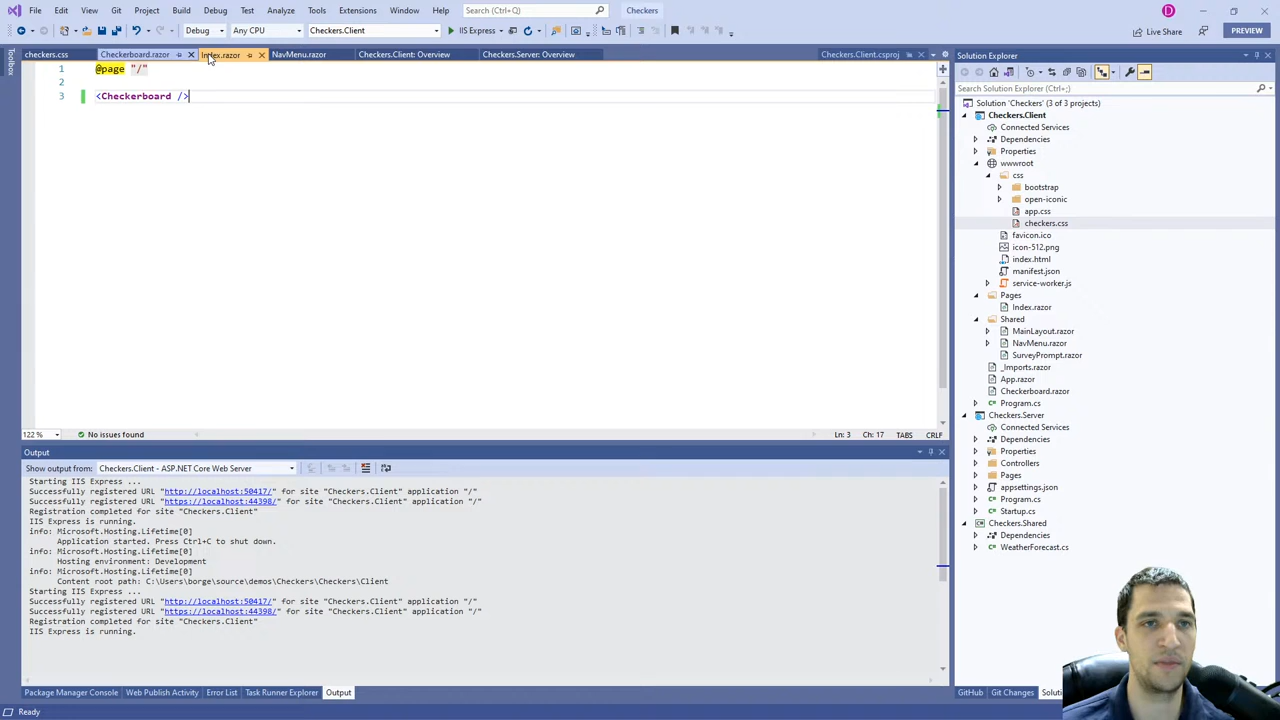 File Edit View Git Project Build Debug Test Analyze Tools Extensions Window Help Search (Ctrl+Q) Checkers D
Debug Any CPU Checkers.Client IIS Express Live Share PREVIEW
Toolbox
checkers.css Checkerboard.razor Index.razor NavMenu.razor Checkers.Client: Overview Checkers.Server: Overview Checkers.Client.csproj
1 @page "/"
2
3 <Checkerboard />
122 % No issues found Ln: 3 Ch: 17 TABS CRLF
Output
Show output from: Checkers.Client - ASP.NET Core Web Server
Starting IIS Express ...
Successfully registered URL "http://localhost:50417/" for site "Checkers.Client" application "/"
Successfully registered URL "https://localhost:44398/" for site "Checkers.Client" application "/"
Registration completed for site "Checkers.Client"
IIS Express is running.
info: Microsoft.Hosting.Lifetime[0]
Application started. Press Ctrl+C to shut down.
info: Microsoft.Hosting.Lifetime[0]
Hosting environment: Development
info: Microsoft.Hosting.Lifetime[0]
Content root path: C:\Users\borge\source\demos\Checkers\Checkers\Client
Starting IIS Express ...
Successfully registered URL "http://localhost:50417/" for site "Checkers.Client" application "/"
Successfully registered URL "https://localhost:44398/" for site "Checkers.Client" application "/"
Registration completed for site "Checkers.Client"
IIS Express is running.
Package Manager Console Web Publish Activity Error List Task Runner Explorer Output
Ready
Solution Explorer
Search Solution Explorer (Ctrl+;)
Solution 'Checkers' (3 of 3 projects)
Checkers.Client
Connected Services
Dependencies
Properties
wwwroot
css
bootstrap
open-iconic
app.css
checkers.css
favicon.ico
icon-512.png
index.html
manifest.json
service-worker.js
Pages
Index.razor
Shared
MainLayout.razor
NavMenu.razor
SurveyPrompt.razor
_Imports.razor
App.razor
Checkerboard.razor
Program.cs
Checkers.Server
Connected Services
Dependencies
Properties
Controllers
Pages
appsettings.json
Program.cs
Startup.cs
Checkers.Shared
Dependencies
WeatherForecast.cs
GitHub Git Changes